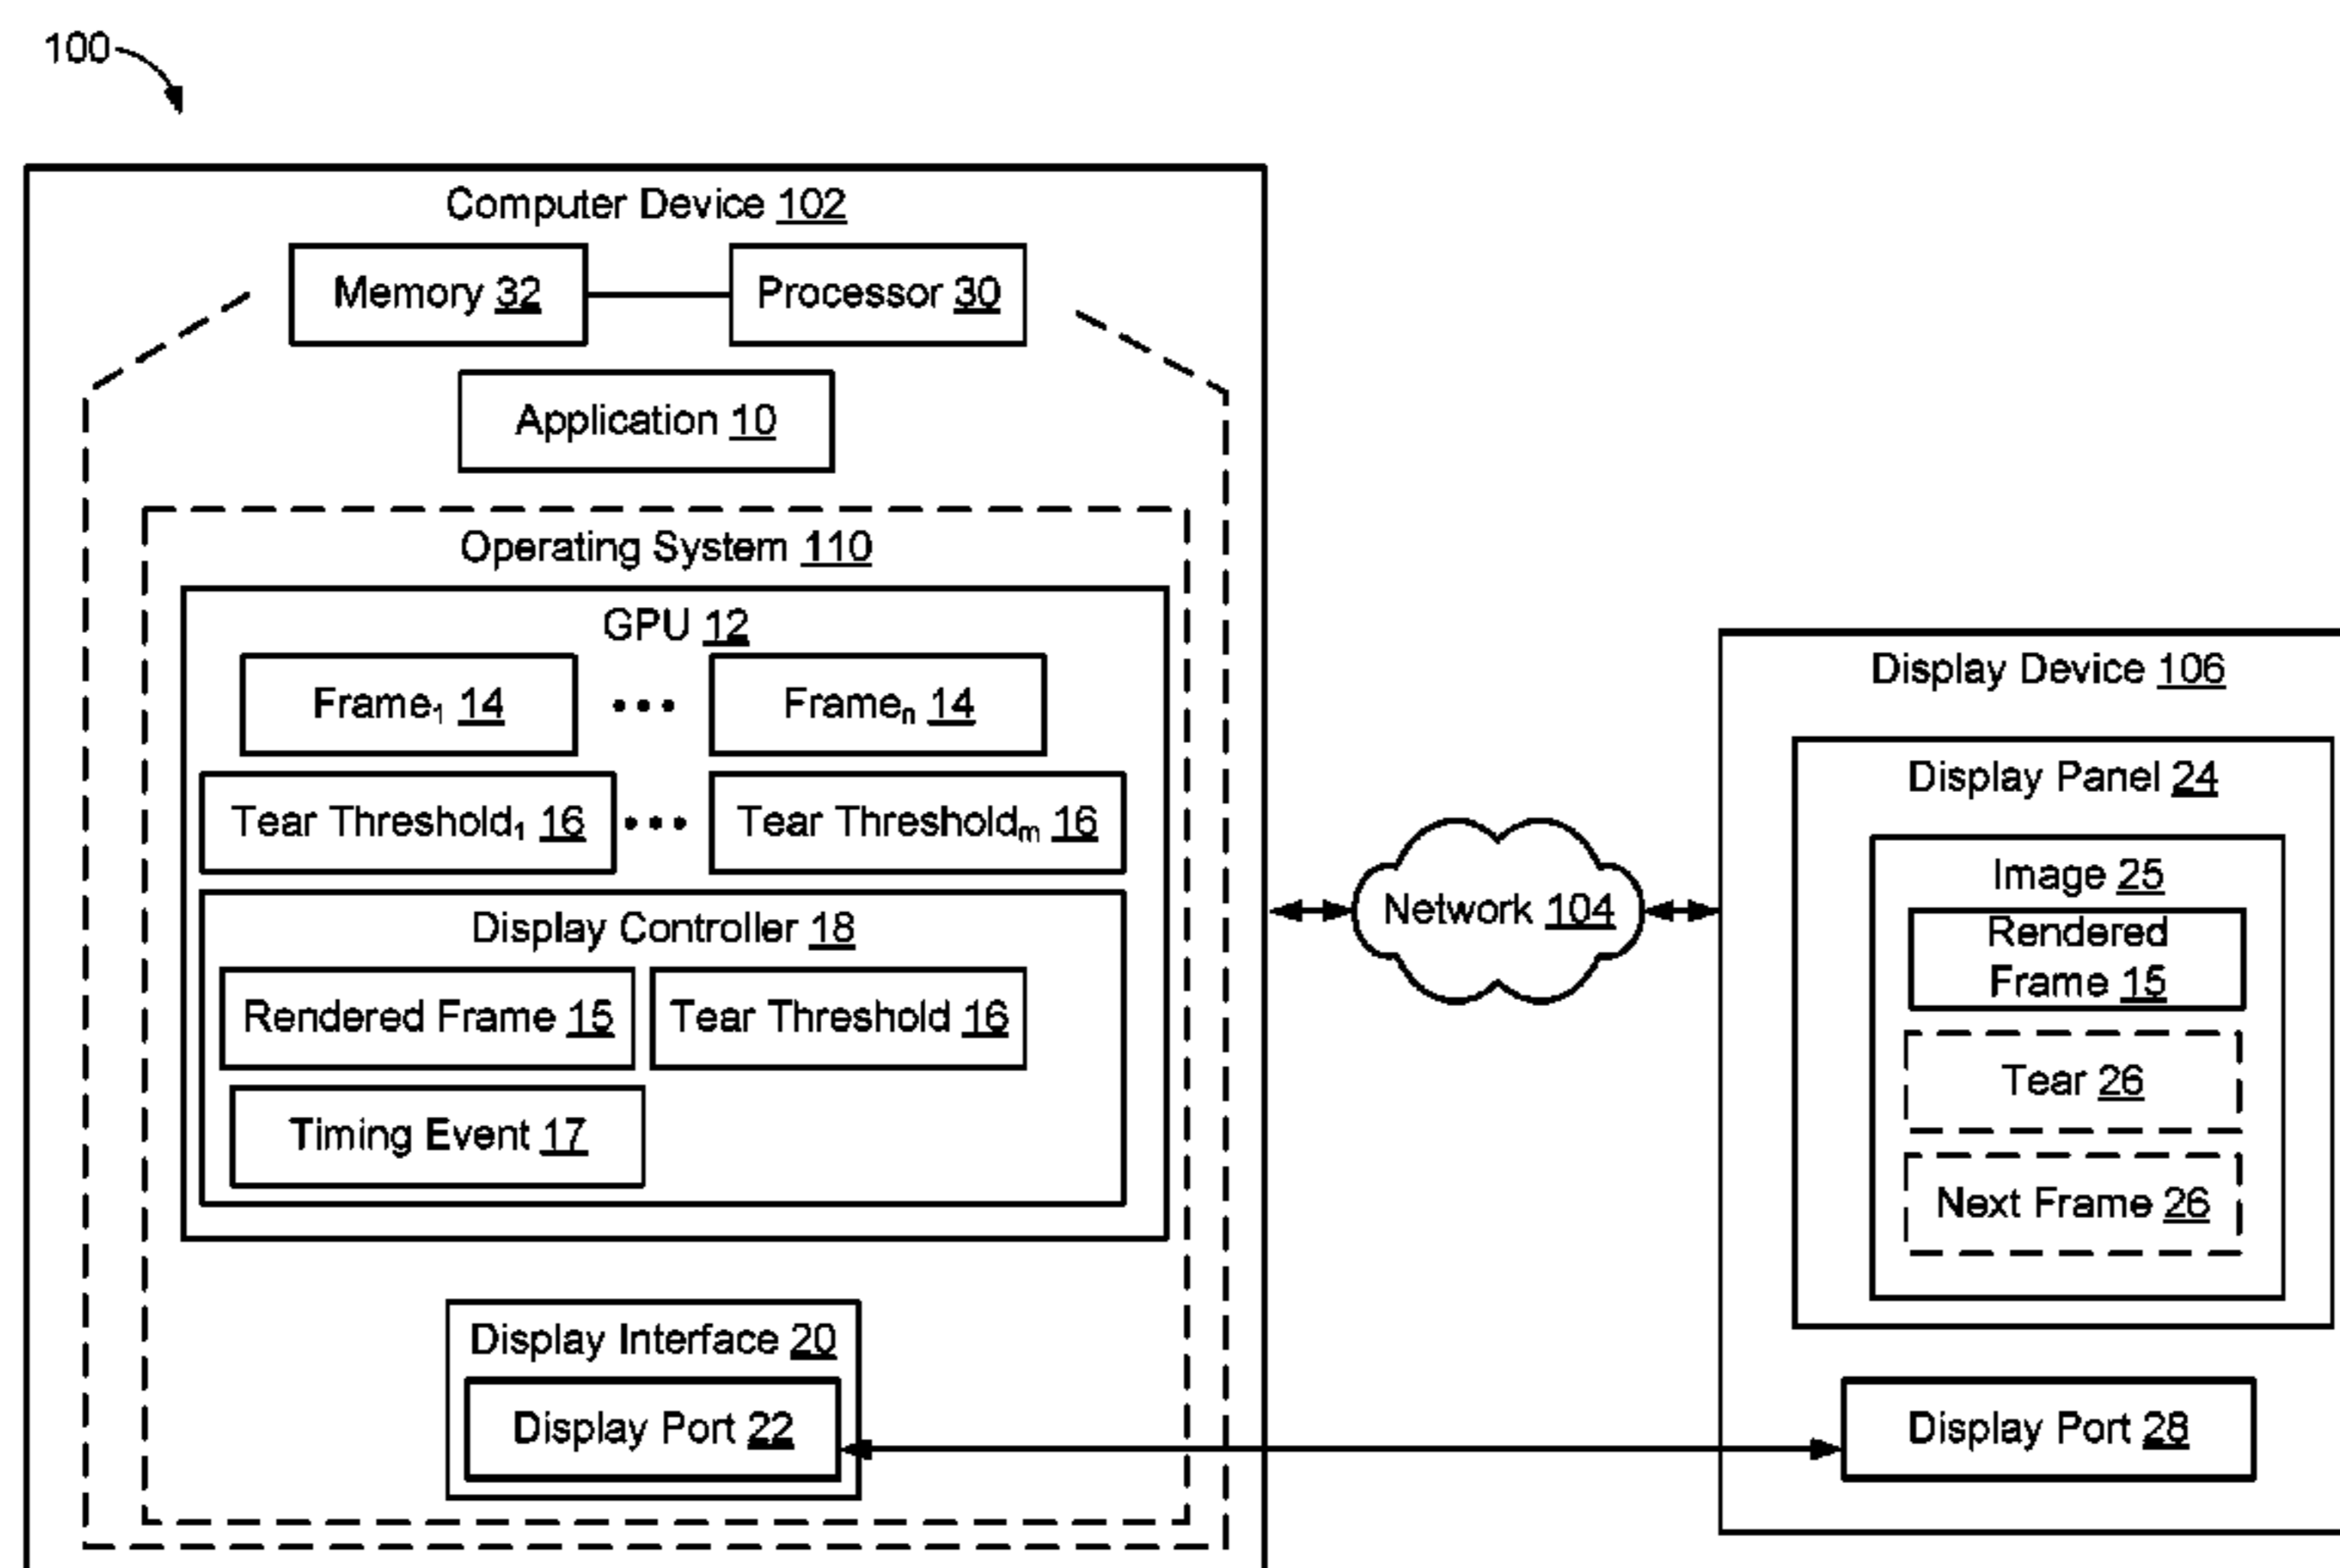 100
Computer Device 102
Memory 32
Processor 30
Application 10
Operating System 110
GPU 12
Frame1 14
•••
Framen 14
Tear Threshold1 16
•••
Tear Thresholdm 16
Display Controller 18
Rendered Frame 15
Tear Threshold 16
Timing Event 17
Display Interface 20
Display Port 22
Network 104
Display Device 106
Display Panel 24
Image 25
Rendered
Frame 15
Tear 26
Next Frame 26
Display Port 28